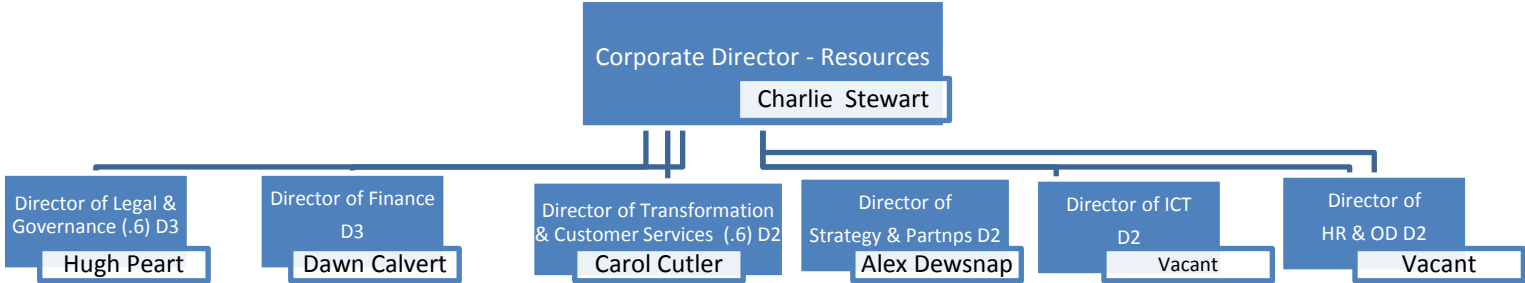 Corporate Director - Resources
Charlie Stewart
Director of Legal &
Governance (.6) D3
Hugh Peart
Director of Finance
D3
Dawn Calvert
Director of Transformation
& Customer Services (.6) D2
Carol Cutler
Director of
Strategy & Partnps D2
Alex Dewsnap
Director of ICT
D2
Vacant
Director of
HR & OD D2
Vacant